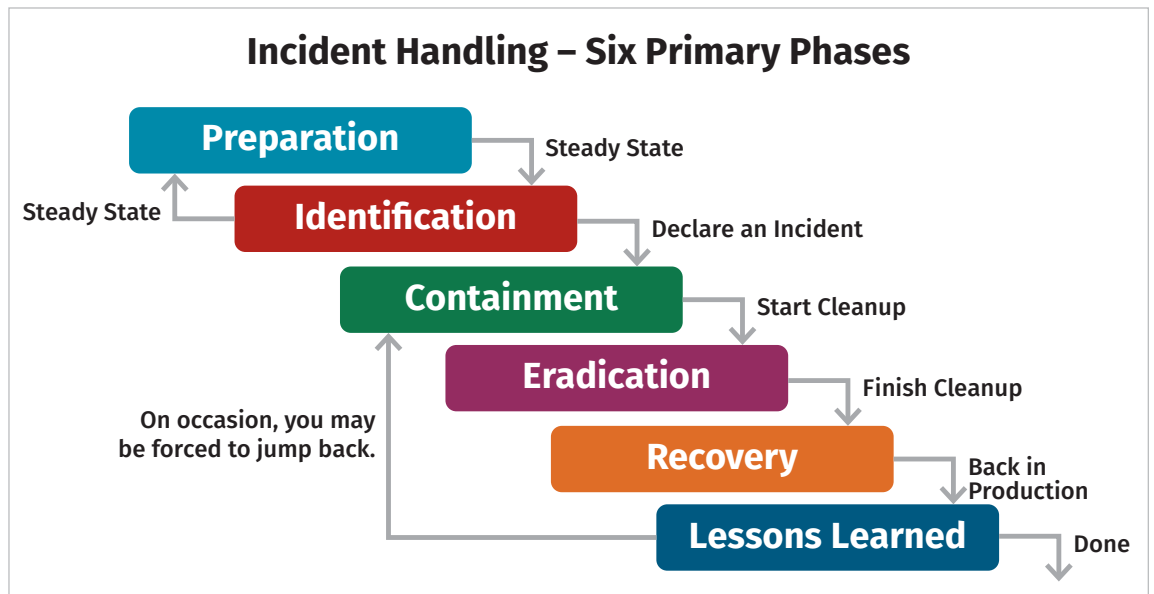 Incident Handling – Six Primary Phases
Preparation
Steady State
Steady State
Identification
Declare an Incident
Containment
Start Cleanup
Eradication
Finish Cleanup
On occasion, you may
be forced to jump back.
Recovery
Back in
Production
Lessons Learned
Done